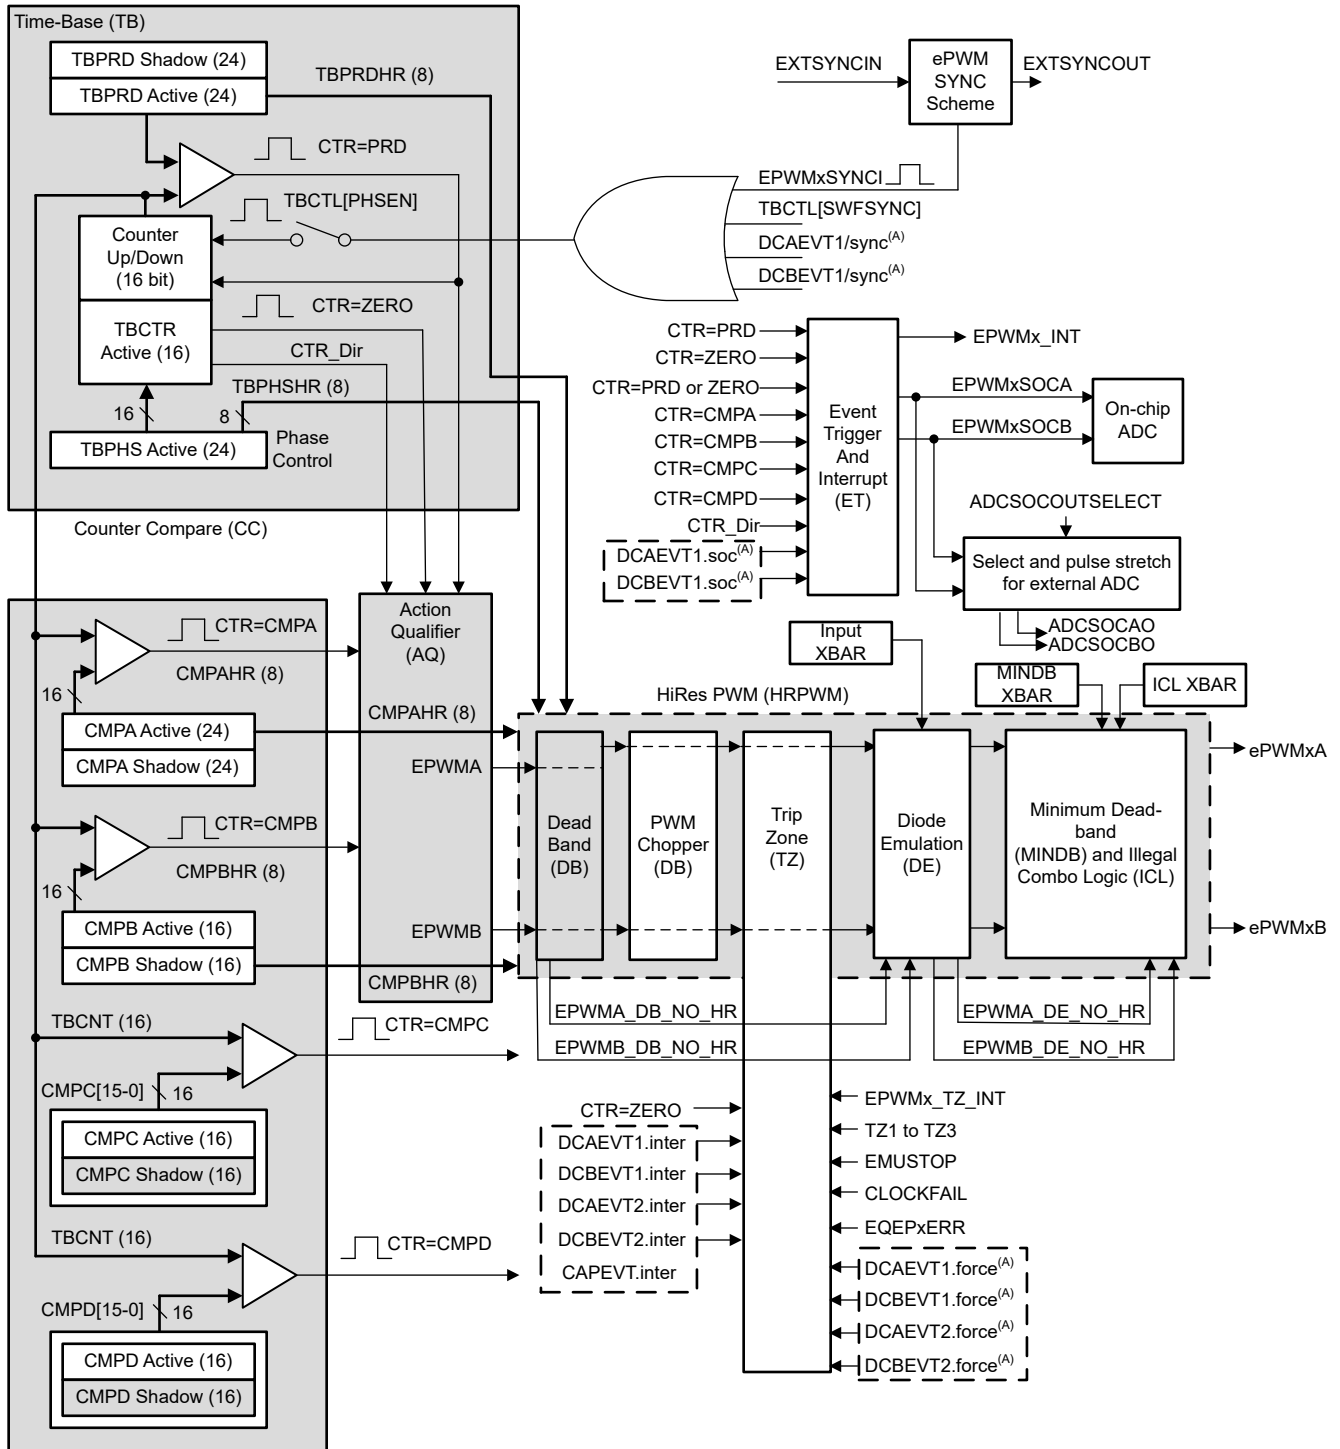 Time-Base (TB)
TBPRD Shadow (24)
TBPRD Active (24)
TBPRDHR (8)
CTR=PRD
TBCTL[PHSEN]
Counter
Up/Down
(16 bit)
CTR=ZERO
TBCTR
Active (16)
CTR_Dir
TBPHSHR (8)
16
8
TBPHS Active (24)
Phase
Control
EXTSYNCIN
ePWM
SYNC
Scheme
EXTSYNCOUT
EPWMxSYNCI
TBCTL[SWFSYNC]
DCAEVT1/sync(A)
DCBEVT1/sync(A)
CTR=PRD
CTR=ZERO
CTR=PRD or ZERO
CTR=CMPA
CTR=CMPB
CTR=CMPC
CTR=CMPD
CTR_Dir
DCAEVT1.soc(A)
DCBEVT1.soc(A)
Event
Trigger
And
Interrupt
(ET)
EPWMx_INT
EPWMxSOCA
EPWMxSOCB
On-chip
ADC
ADCSOCOUTSELECT
Select and pulse stretch
for external ADC
ADCSOCAO
ADCSOCBO
Counter Compare (CC)
CTR=CMPA
CMPAHR (8)
16
CMPA Active (24)
CMPA Shadow (24)
CTR=CMPB
CMPBHR (8)
16
CMPB Active (16)
CMPB Shadow (16)
TBCNT (16)
CTR=CMPC
CMPC[15-0]
16
CMPC Active (16)
CMPC Shadow (16)
TBCNT (16)
CTR=CMPD
CMPD[15-0]
16
CMPD Active (16)
CMPD Shadow (16)
Action
Qualifier
(AQ)
CMPAHR (8)
EPWMA
EPWMB
CMPBHR (8)
HiRes PWM (HRPWM)
Input
XBAR
MINDB
XBAR
ICL XBAR
Dead
Band
(DB)
PWM
Chopper
(DB)
Trip
Zone
(TZ)
Diode
Emulation
(DE)
Minimum Dead-
band
(MINDB) and Illegal
Combo Logic (ICL)
ePWMxA
ePWMxB
EPWMA_DB_NO_HR
EPWMB_DB_NO_HR
EPWMA_DE_NO_HR
EPWMB_DE_NO_HR
CTR=ZERO
DCAEVT1.inter
DCBEVT1.inter
DCAEVT2.inter
DCBEVT2.inter
CAPEVT.inter
EPWMx_TZ_INT
TZ1 to TZ3
EMUSTOP
CLOCKFAIL
EQEPxERR
DCAEVT1.force(A)
DCBEVT1.force(A)
DCAEVT2.force(A)
DCBEVT2.force(A)